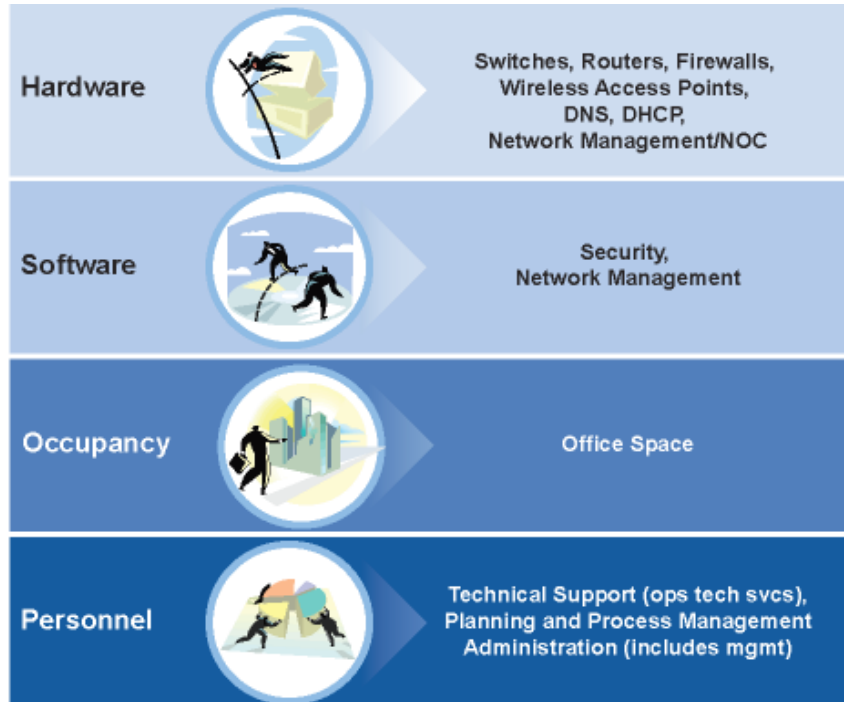 Hardware
Switches, Routers, Firewalls,
Wireless Access Points,
DNS, DHCP,
Network Management/NOC
Software
Security,
Network Management
Occupancy
Office Space
Personnel
Technical Support (ops tech svcs),
Planning and Process Management
Administration (includes mgmt)